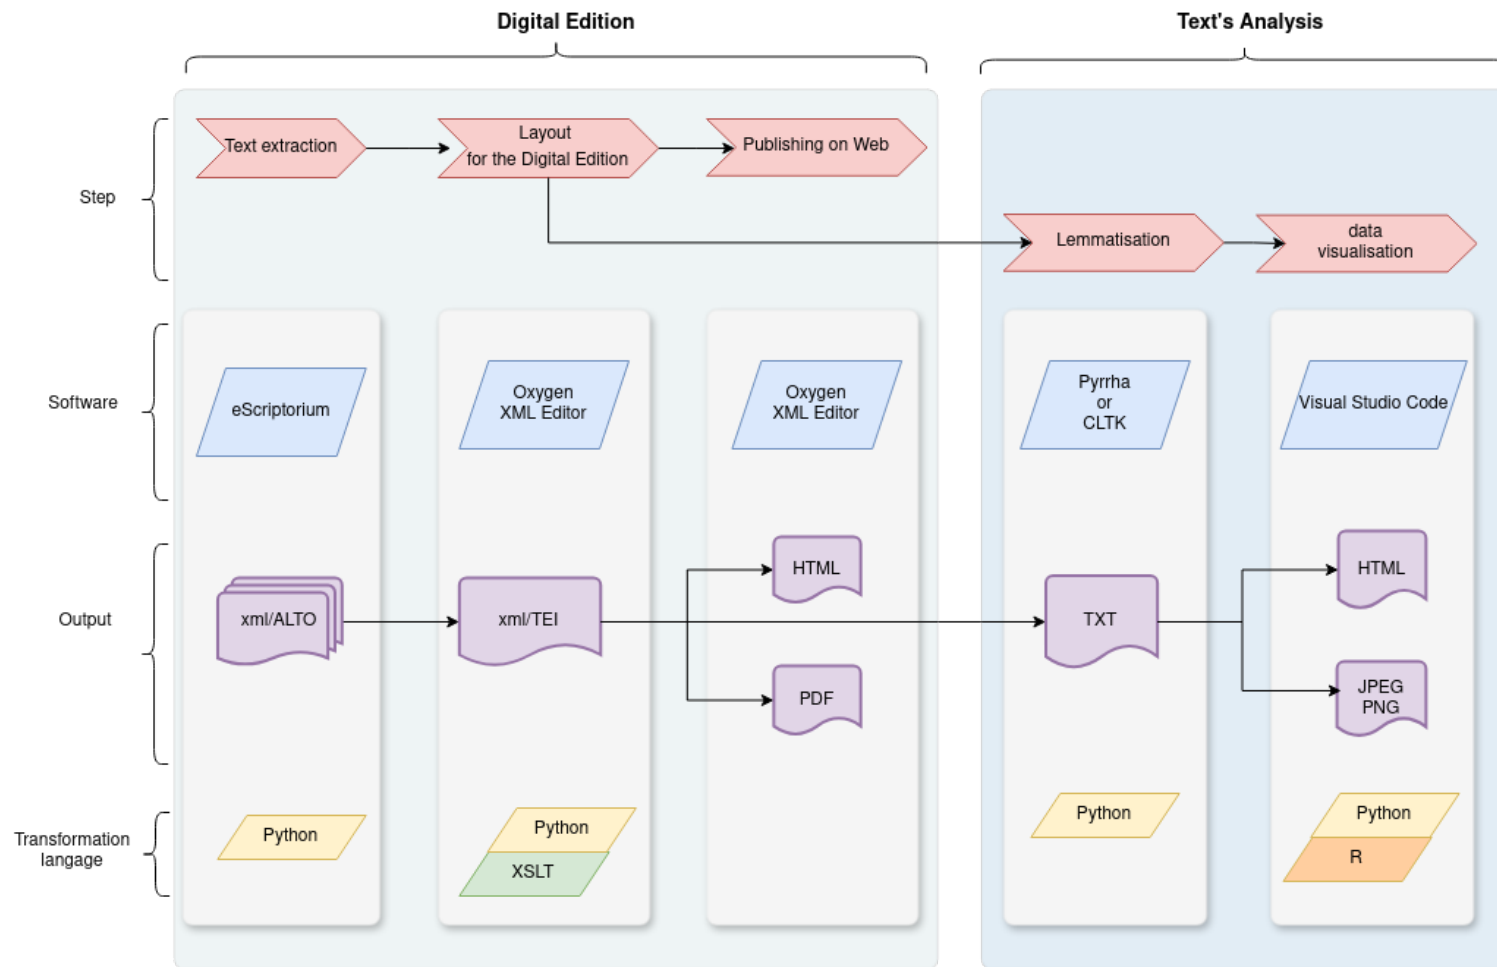 Digital Edition
Text's Analysis
Step
Text extraction
Layout
for the Digital Edition
Publishing on Web
Lemmatisation
data
visualisation
Software
eScriptorium
Oxygen
XML Editor
Oxygen
XML Editor
Pyrrha
or
CLTK
Visual Studio Code
Output
xml/ALTO
xml/TEI
HTML
PDF
TXT
HTML
JPEG
PNG
Transformation
langage
Python
Python
XSLT
Python
Python
R